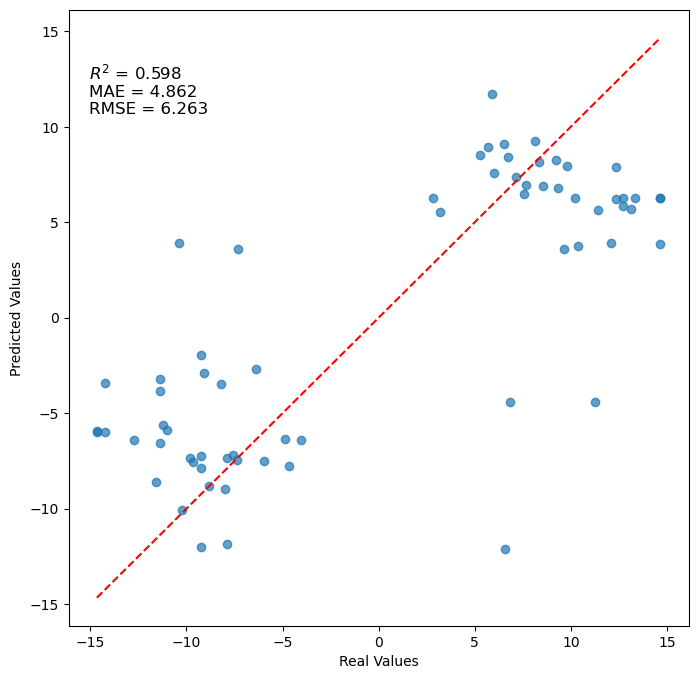 15
10
5
0
−5
−10
−15
Predicted Values
R² = 0.598
MAE = 4.862
RMSE = 6.263
−15
−10
−5
0
5
10
15
Real Values